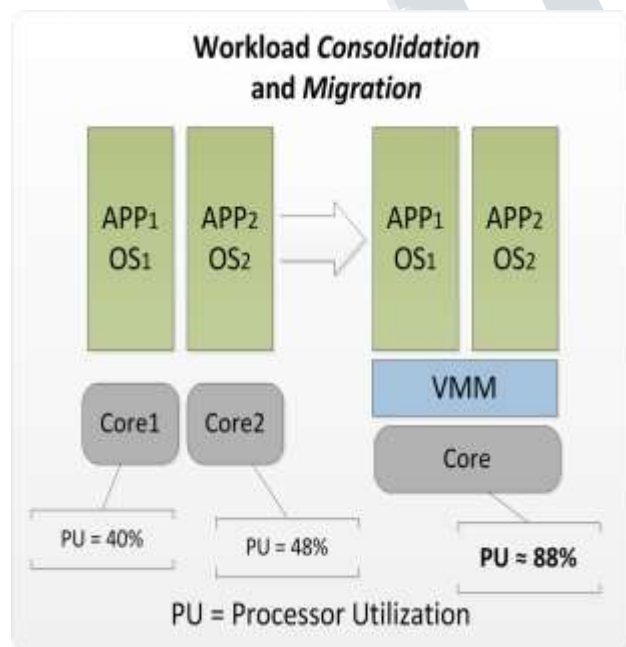 Workload Consolidation
and Migration
APP1
OS1
APP2
OS2
APP1
OS1
APP2
OS2
VMM
Core1
Core2
Core
PU = 40%
PU = 48%
PU ≈ 88%
PU = Processor Utilization